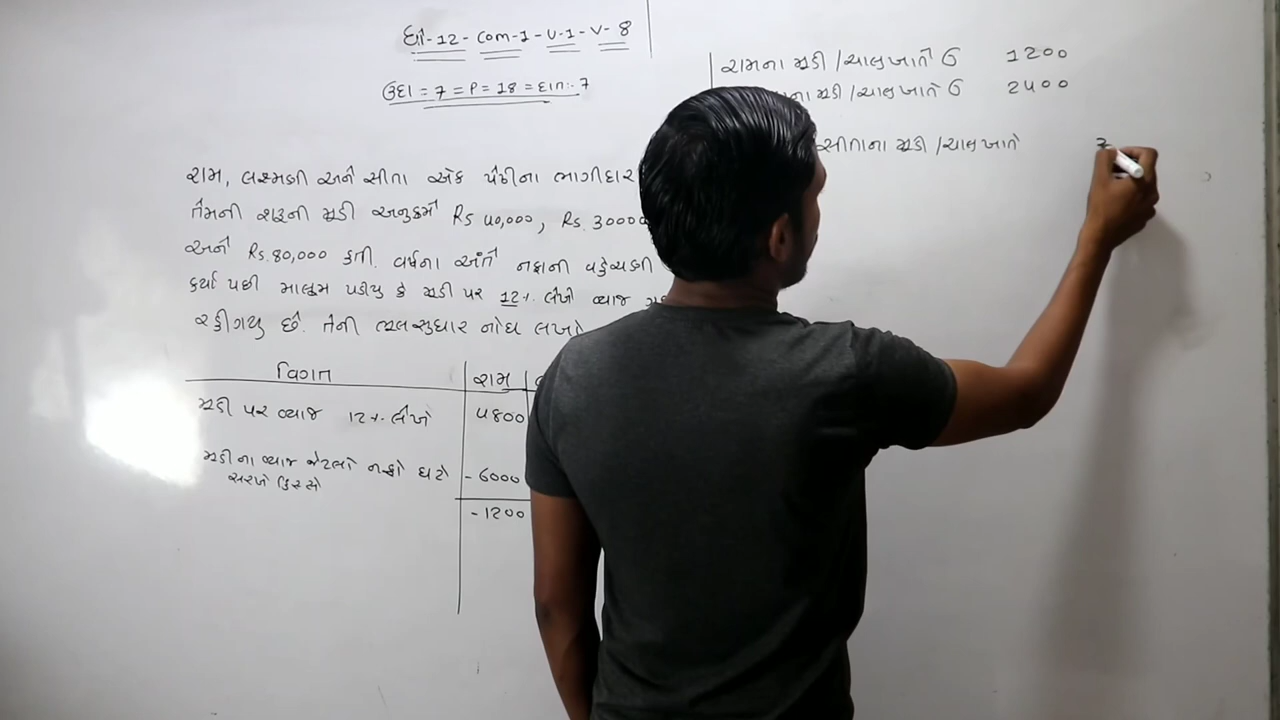 ધો-12-Com-1-U-1-V-8
ઉદા = 7 = P = 18 = દાત:-7
રામ, લક્ષ્મણ અને સીતા એક પેઢીના ભાગીદાર
તેમની શરૂની મૂડી અનુક્રમે Rs 40,000, Rs. 30000
અને Rs.80,000 હતી. વર્ષના અંતે નફાની વહેંચણી
કર્યા પછી માલુમ પડીયુ કે મૂડી પર 12% લેખે વ્યાજ
રહીગયુ છે. તેની ભૂલસુધાર નોંધ લખો
વિગત રામ
મૂડી પર વ્યાજ 12% લેખે 4800
મૂડીના વ્યાજ જેટલો નફો ઘટે -6000
સરખે હિસ્સે
-1200
રામના મૂડી/ચાલુ ખાતે ઉ 1200
ના મૂડી/ચાલુ ખાતે ઉ 2400
સીતાના મૂડી/ચાલુ ખાતે 3